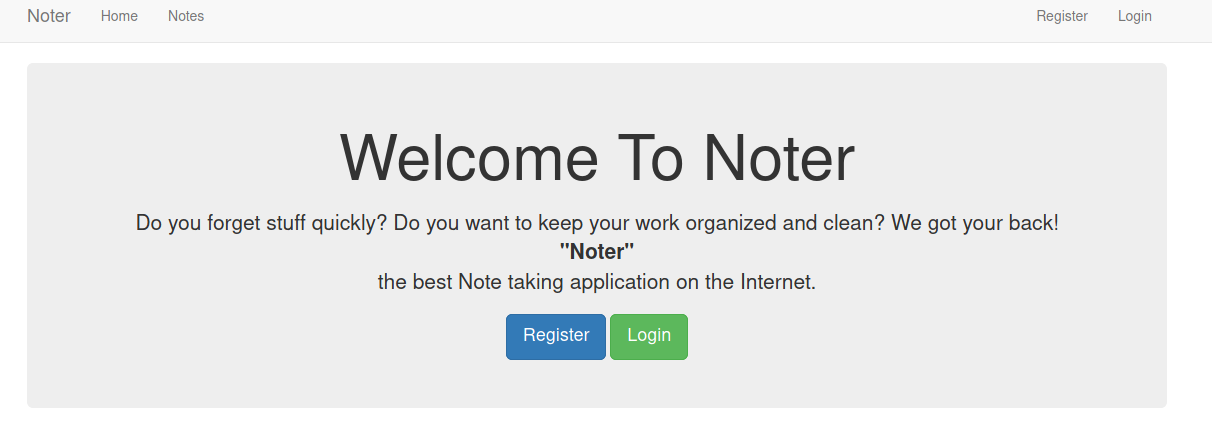 Noter Home Notes Register Login
Welcome To Noter
Do you forget stuff quickly? Do you want to keep your work organized and clean? We got your back!
"Noter"
the best Note taking application on the Internet.
Register Login